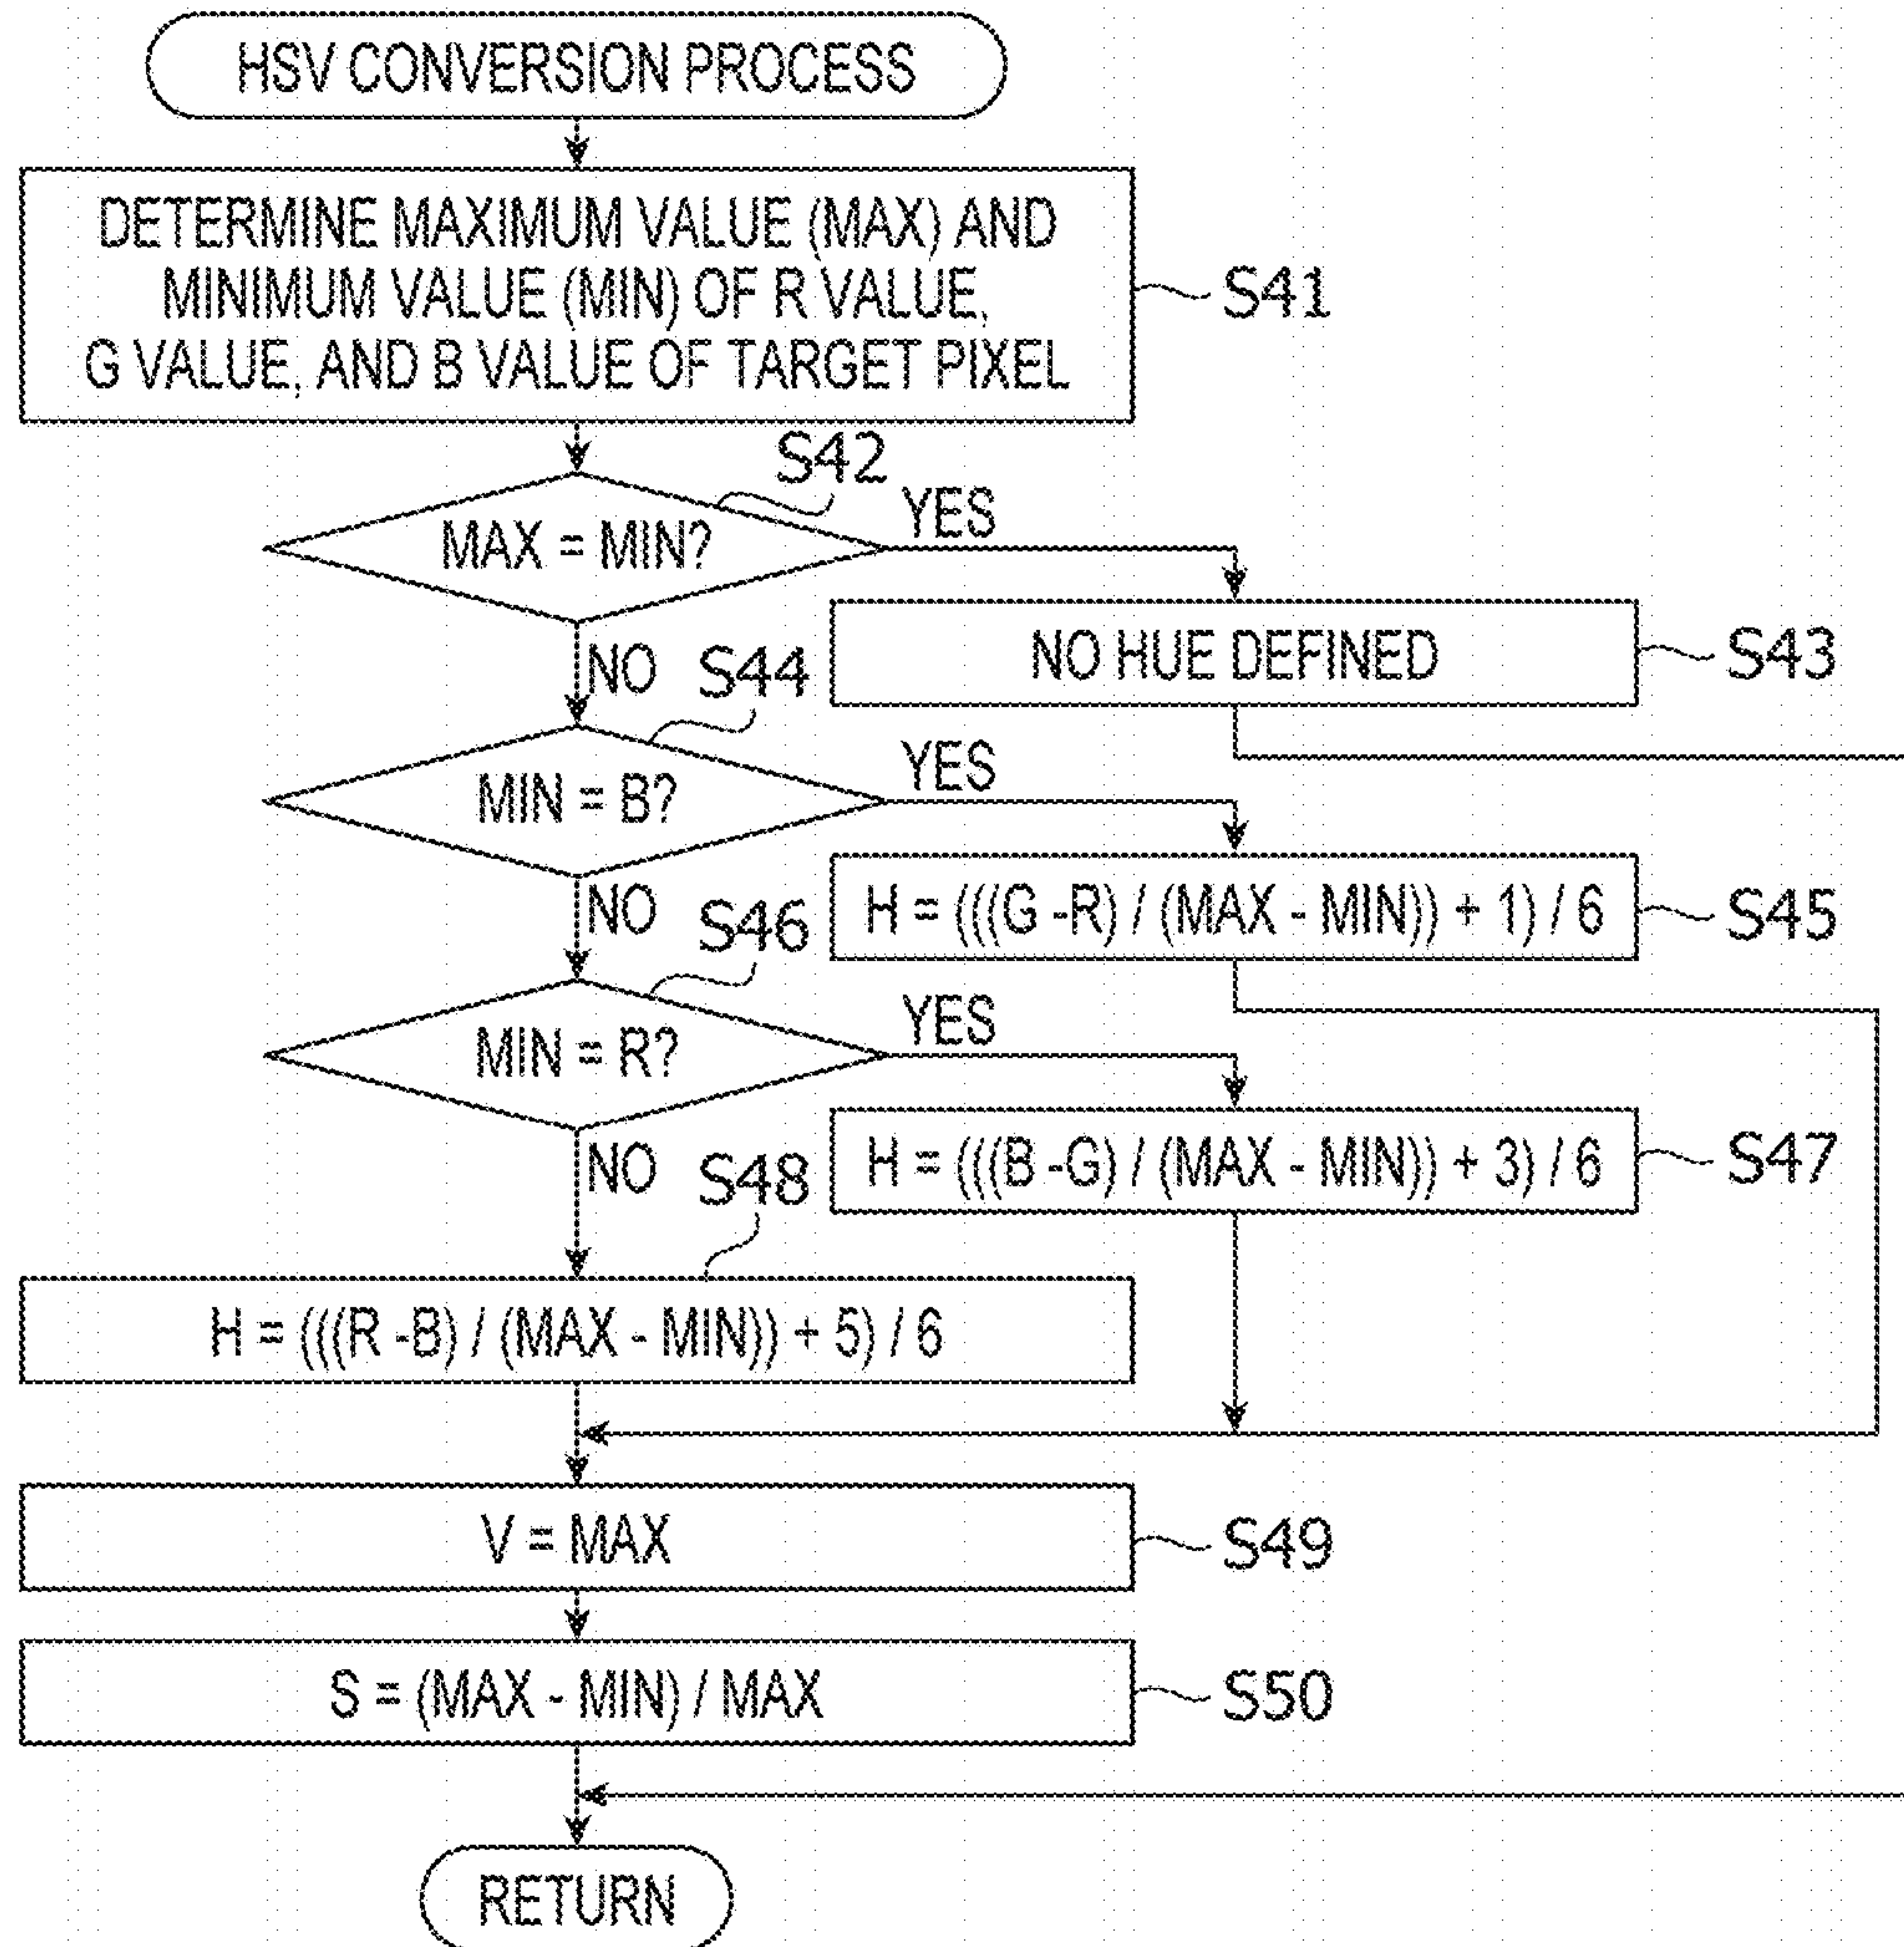 HSV CONVERSION PROCESS
DETERMINE MAXIMUM VALUE (MAX) AND
MINIMUM VALUE (MIN) OF R VALUE,
G VALUE, AND B VALUE OF TARGET PIXEL
S41
S42
MAX = MIN?
YES
NO HUE DEFINED
S43
NO
S44
MIN = B?
YES
H = (((G -R) / (MAX - MIN)) + 1) / 6
S45
NO
S46
MIN = R?
YES
H = (((B -G) / (MAX - MIN)) + 3) / 6
S47
NO
S48
H = (((R -B) / (MAX - MIN)) + 5) / 6
V = MAX
S49
S = (MAX - MIN) / MAX
S50
RETURN